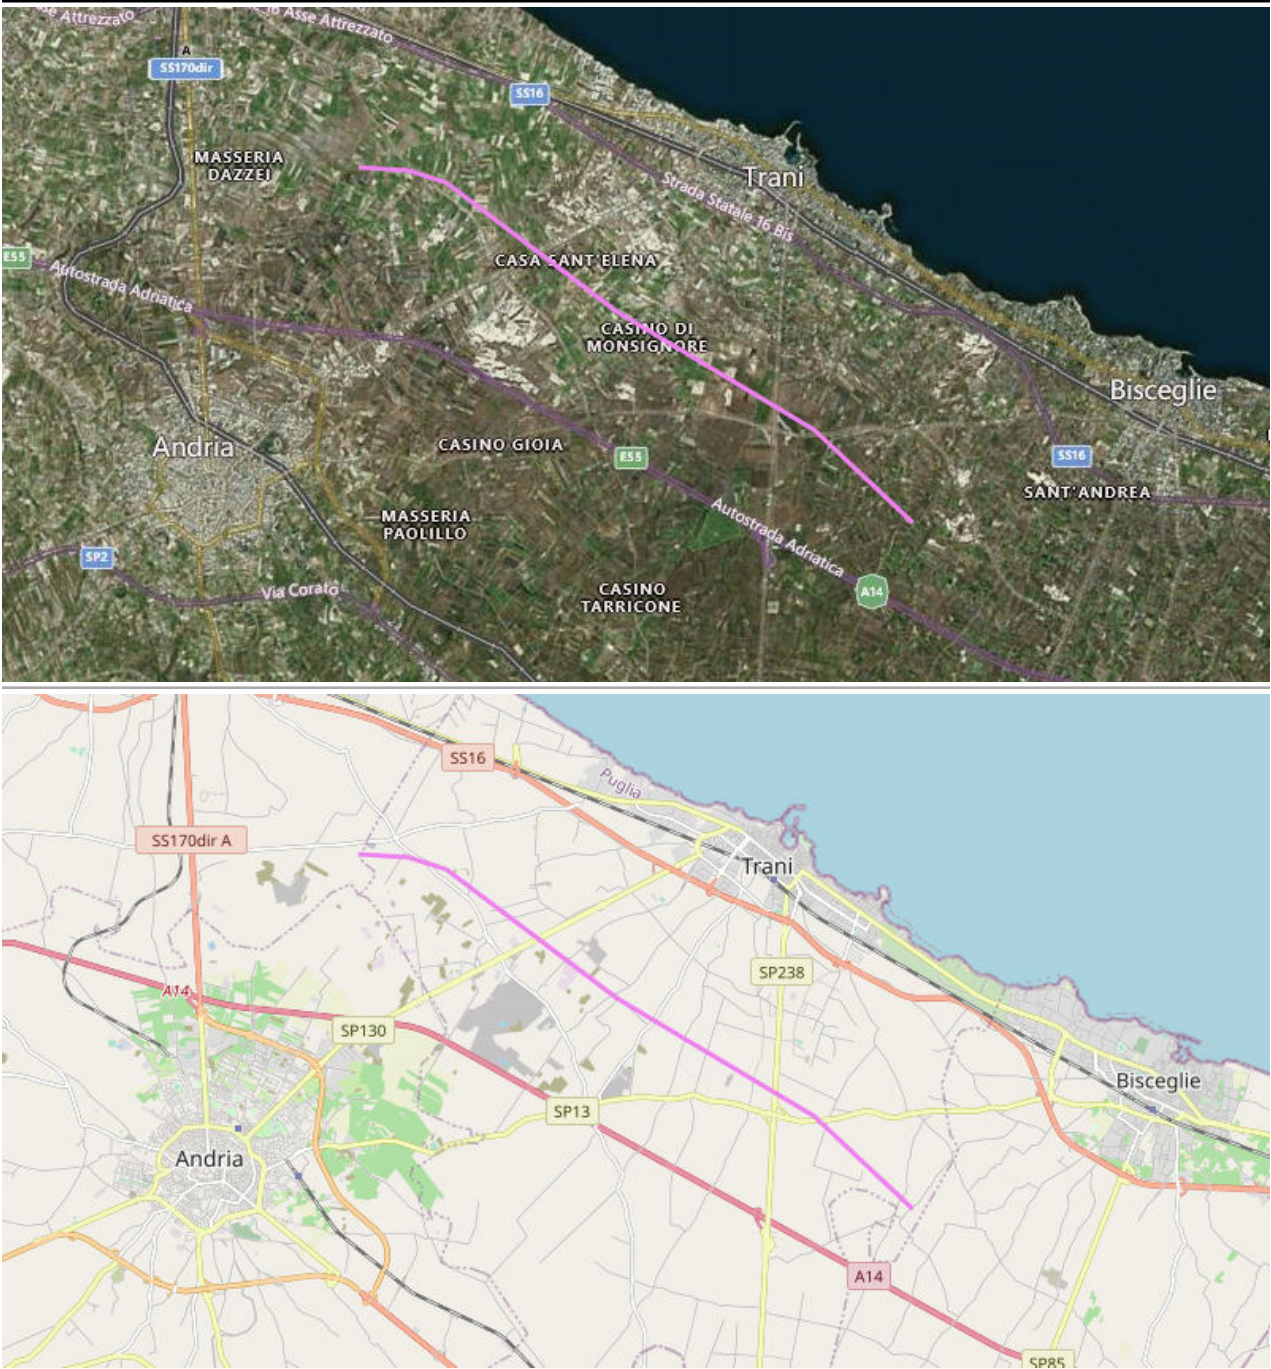 se Attrezzato
16 Asse Attrezzato
A
SS170dir
SS16
MASSERIA
DAZZEI
Trani
Strada Statale 16 Bis
E55
Autostrada Adriatica
CASA SANT'ELENA
CASINO DI
MONSIGNORE
Bisceglie
Andria
CASINO GIOIA
E55
SS16
SANT'ANDREA
MASSERIA
PAOLILLO
Autostrada Adriatica
SP2
Via Corato
CASINO
TARRICONE
A14
SS16
Puglia
SS170dir A
Trani
SP238
A14
SP130
Bisceglie
SP13
Andria
A14
SP85